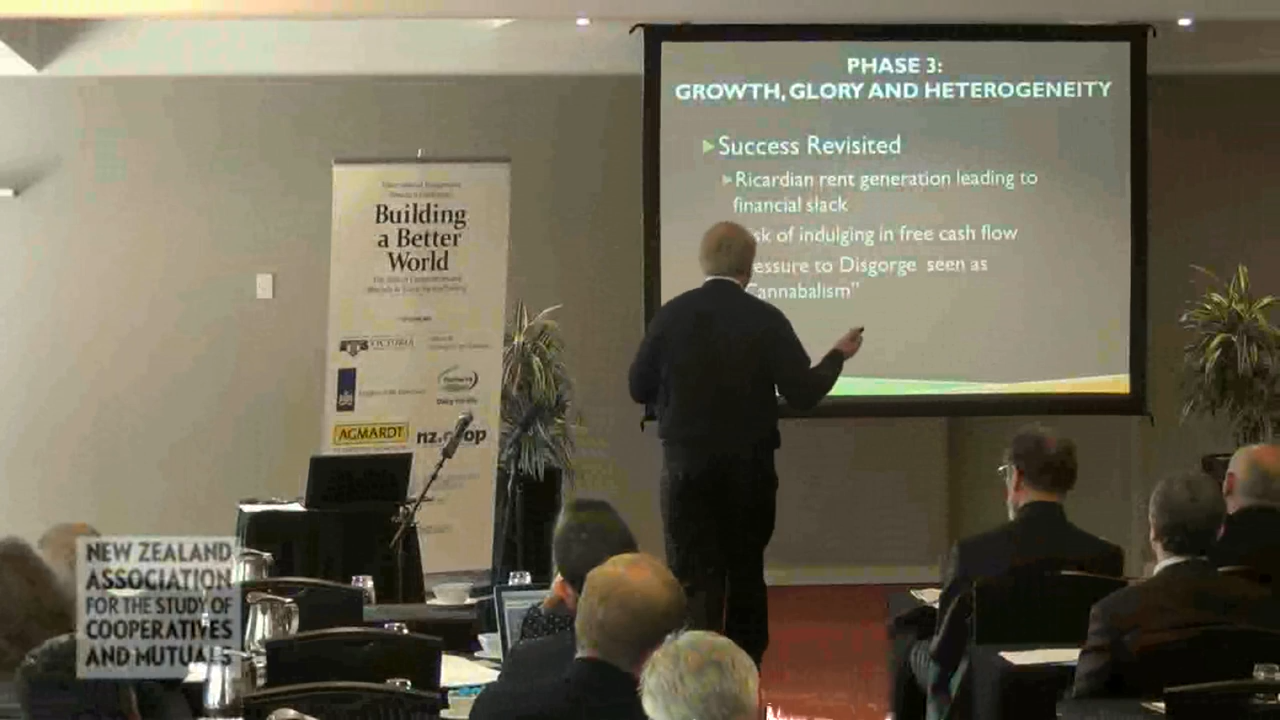 PHASE 3:
GROWTH, GLORY AND HETEROGENEITY
Success Revisited
Ricardian rent generation leading to
financial slack
sk of indulging in free cash flow
essure to Disgorge seen as
Cannabalism"
Building
a Better
World
VICTORIA
AGMARDT
nz.c op
NEW ZEALAND
ASSOCIATION
FOR THE STUDY OF
COOPERATIVES
AND MUTUALS